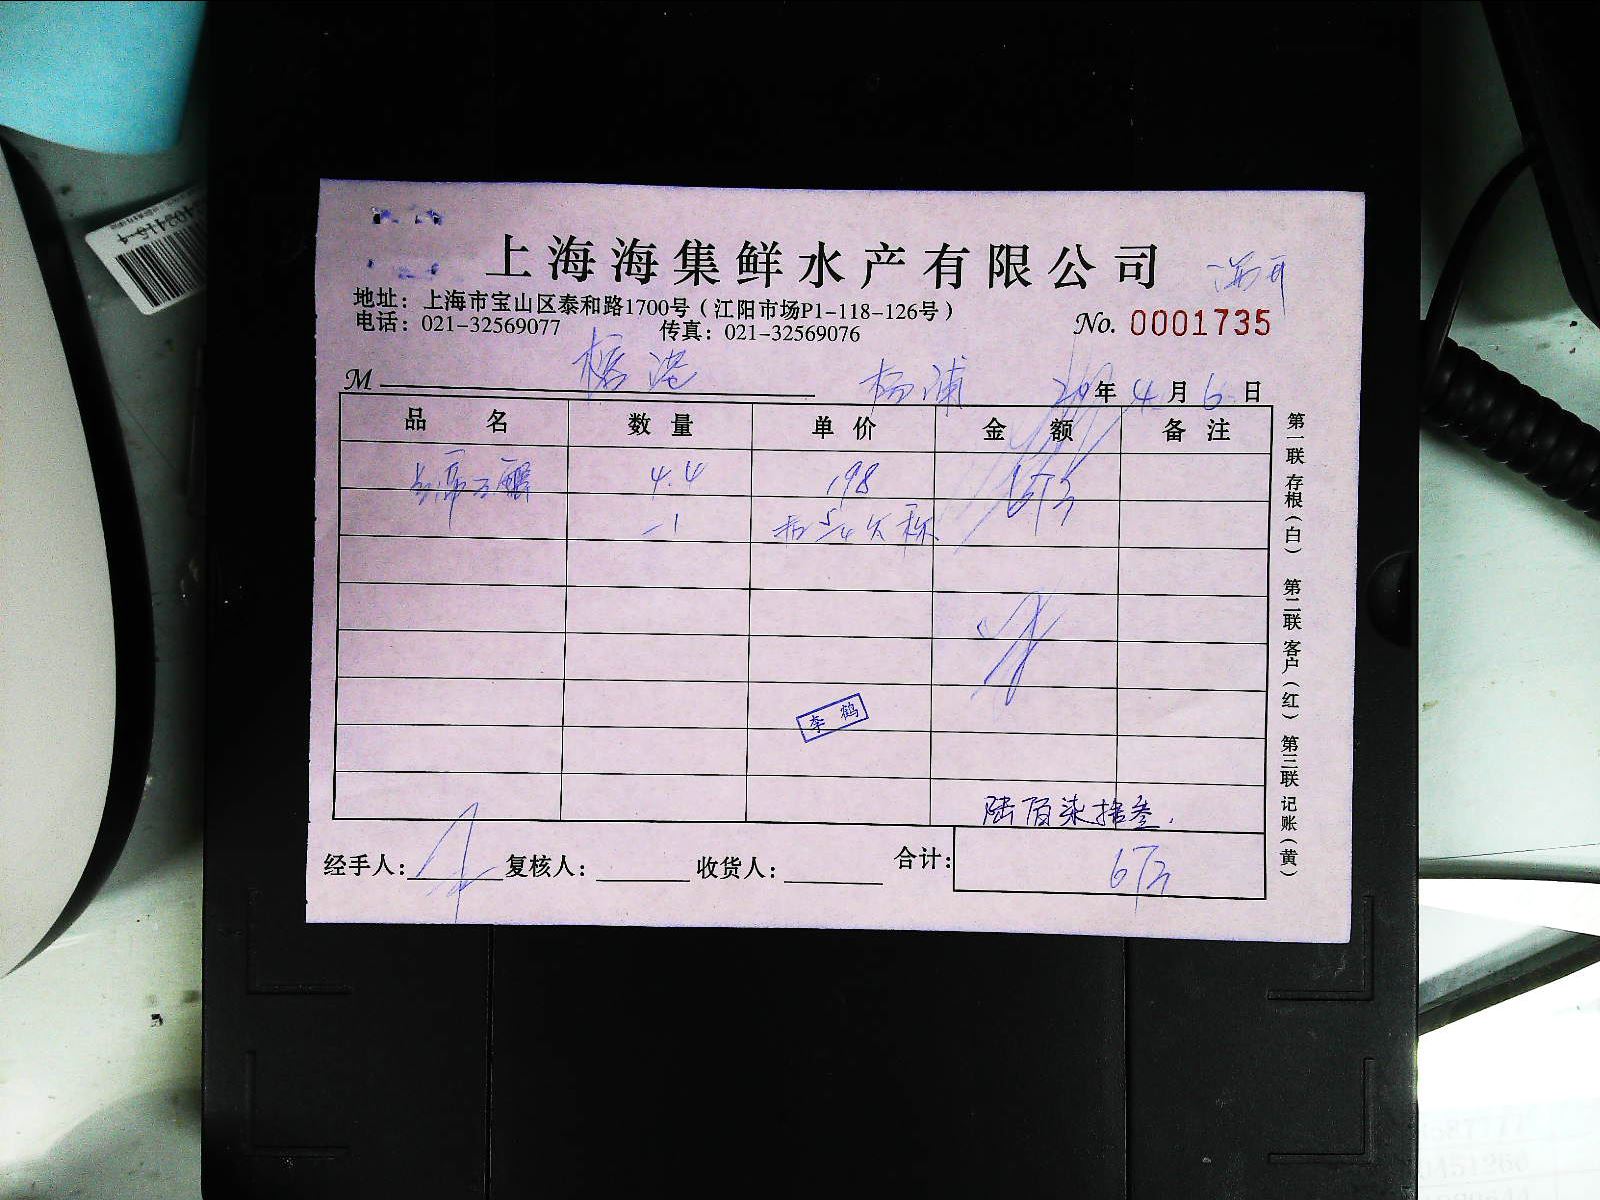 上海海集鲜水产有限公司
地址：上海市宝山区泰和路1700号（江阳市场P1-118-126号）
电话：021-32569077 传真：021-32569076
No. 0001735
M 杨浦 年 4 月 6 日
品 名 数 量 单 价 金 额 备 注
4.4 198
-1
李鹤
陆佰柒拾叁.
经手人： 复核人： 收货人： 合计： 673
第一联 存根（白） 第二联 客户（红） 第三联 记账（黄）